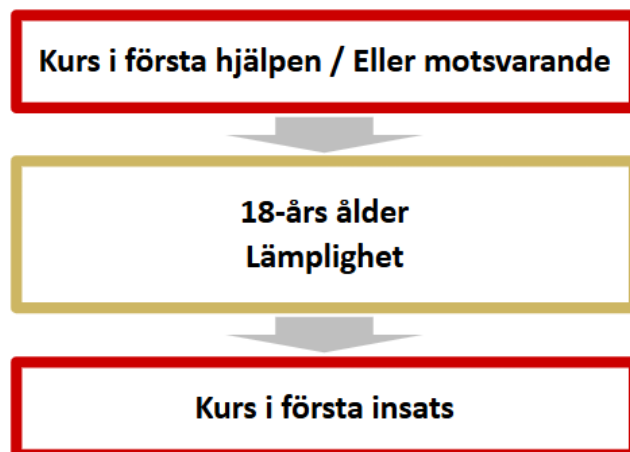 Kurs i första hjälpen / Eller motsvarande
18-års ålder
Lämplighet
Kurs i första insats